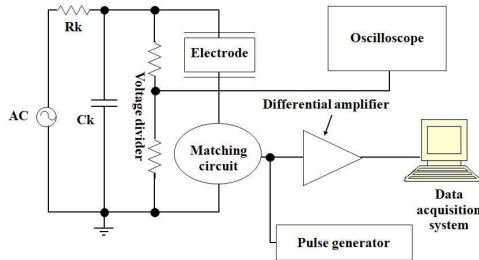 Rk
Electrode
Oscilloscope
Voltage divider
AC
Ck
Differential amplifier
Matching
circuit
Data
acquisition
system
Pulse generator